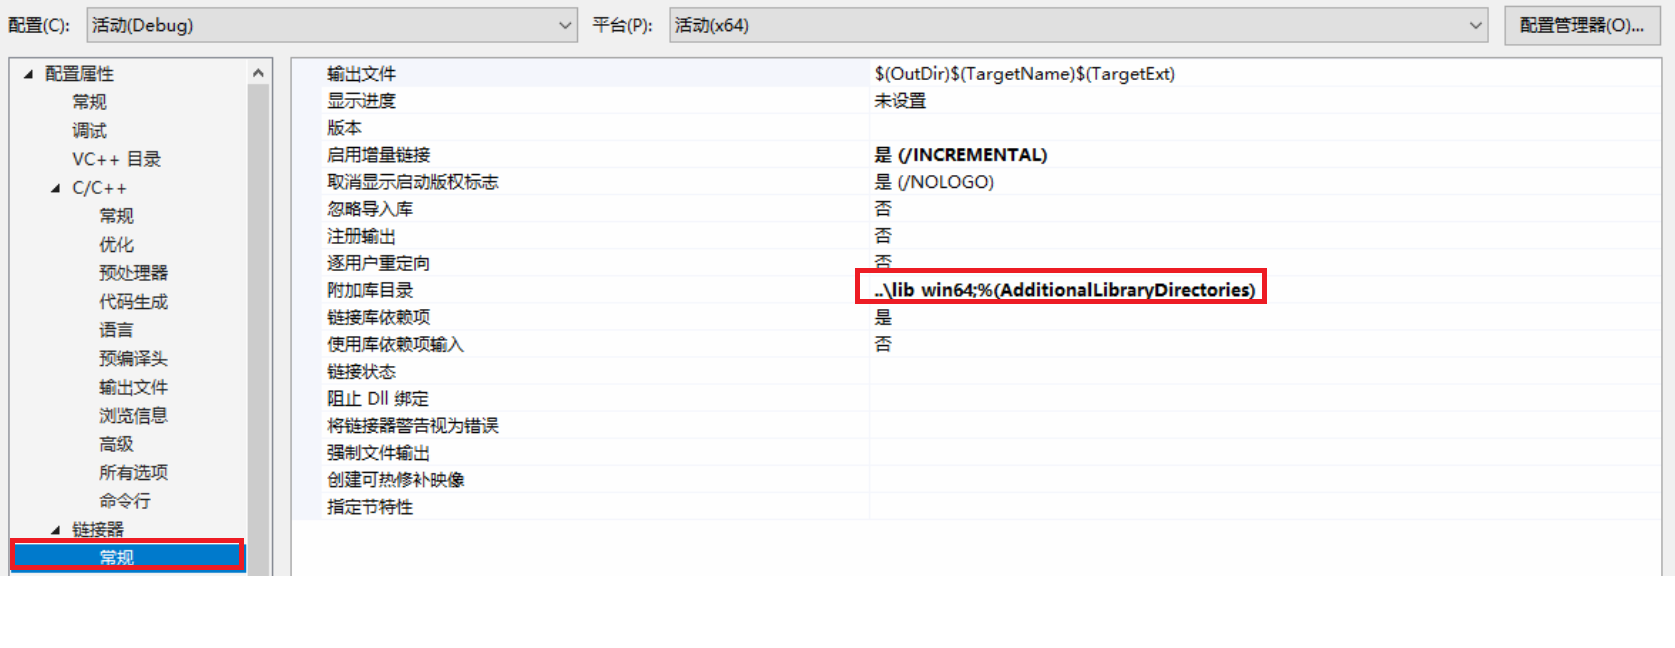 配置(C): 活动(Debug) 平台(P): 活动(x64) 配置管理器(O)...
配置属性
常规
调试
VC++ 目录
C/C++
常规
优化
预处理器
代码生成
语言
预编译头
输出文件
浏览信息
高级
所有选项
命令行
链接器
常规
输出文件 $(OutDir)$(TargetName)$(TargetExt)
显示进度 未设置
版本
启用增量链接 是 (/INCREMENTAL)
取消显示启动版权标志 是 (/NOLOGO)
忽略导入库 否
注册输出 否
逐用户重定向 否
附加库目录 ..\lib win64;%(AdditionalLibraryDirectories)
链接库依赖项 是
使用库依赖项输入 否
链接状态
阻止 Dll 绑定
将链接器警告视为错误
强制文件输出
创建可热修补映像
指定节特性